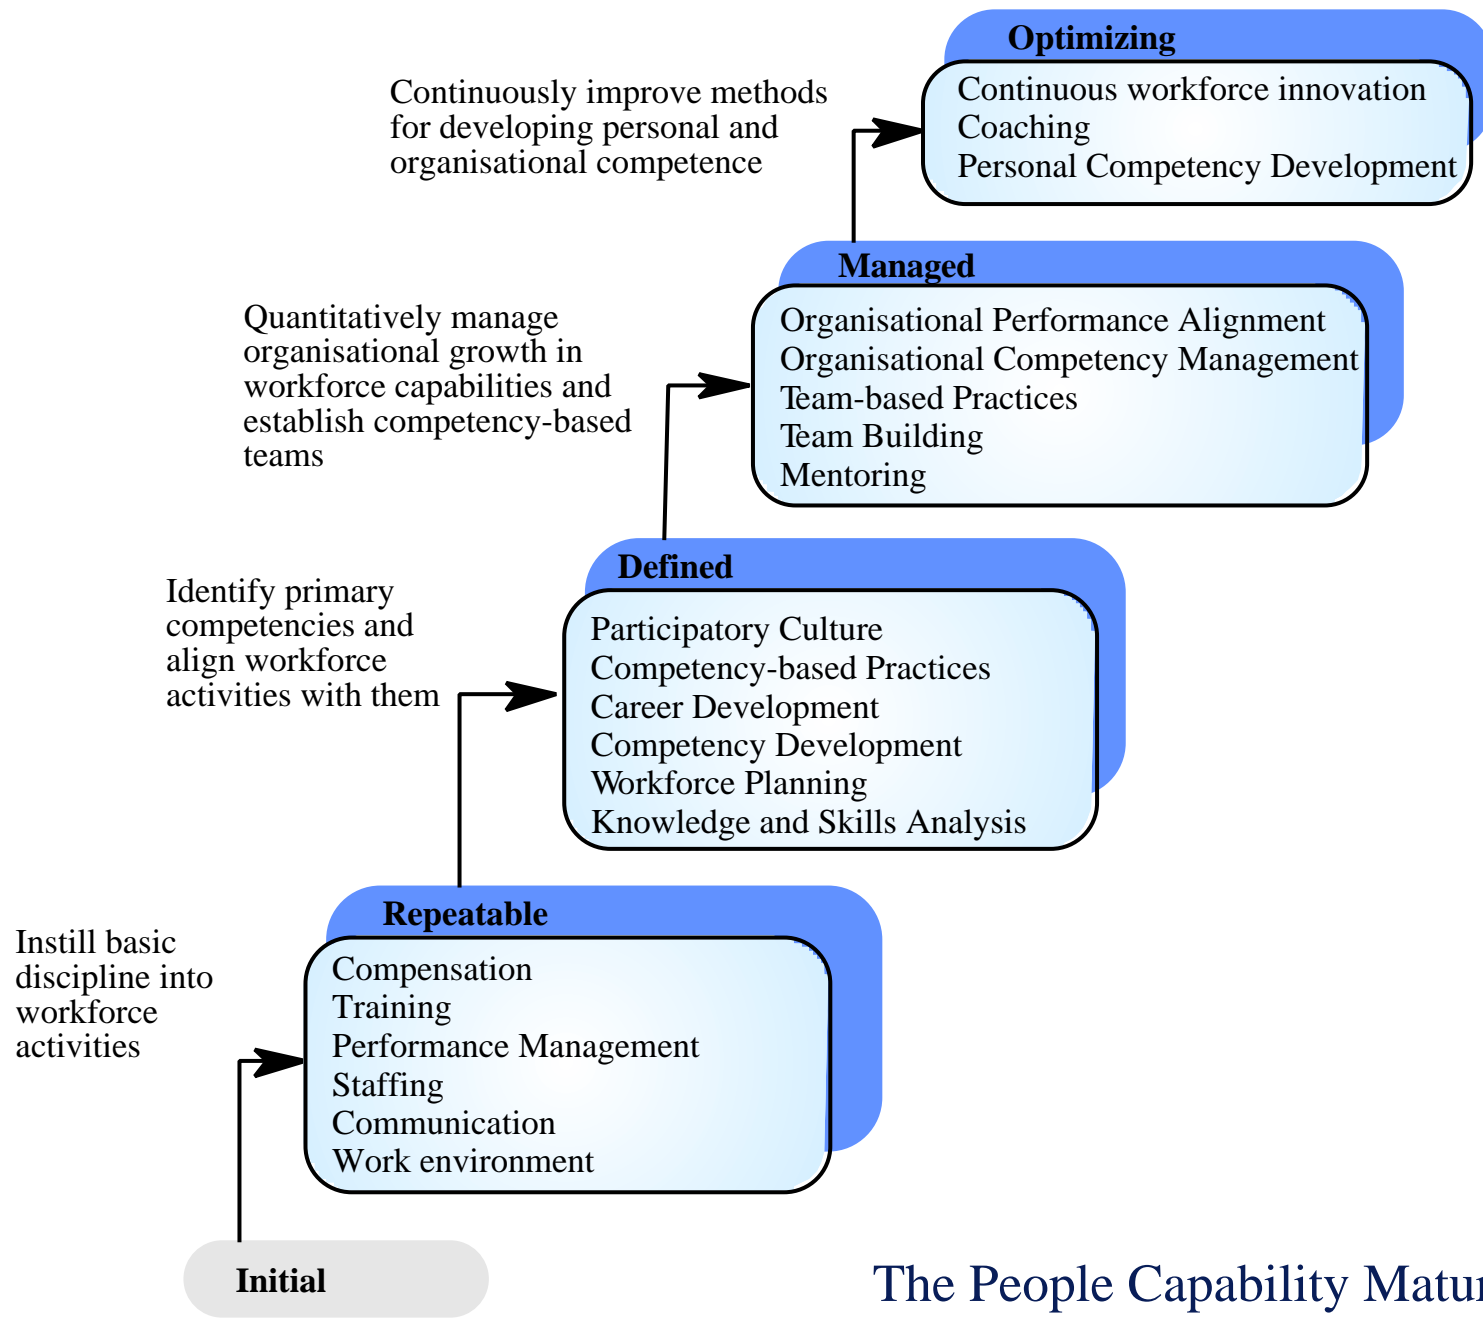 Optimizing
Continuous workforce innovation
Coaching
Personal Competency Development
Continuously improve methods
for developing personal and
organisational competence
Managed
Organisational Performance Alignment
Organisational Competency Management
Team-based Practices
Team Building
Mentoring
Quantitatively manage
organisational growth in
workforce capabilities and
establish competency-based
teams
Defined
Participatory Culture
Competency-based Practices
Career Development
Competency Development
Workforce Planning
Knowledge and Skills Analysis
Identify primary
competencies and
align workforce
activities with them
Repeatable
Compensation
Training
Performance Management
Staffing
Communication
Work environment
Instill basic
discipline into
workforce
activities
Initial
The People Capability